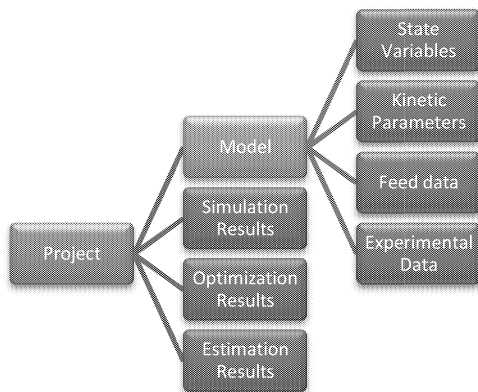 State
Variables
Kinetic
Parameters
Model
Feed data
Simulation
Results
Experimental
Data
Project
Optimization
Results
Estimation
Results